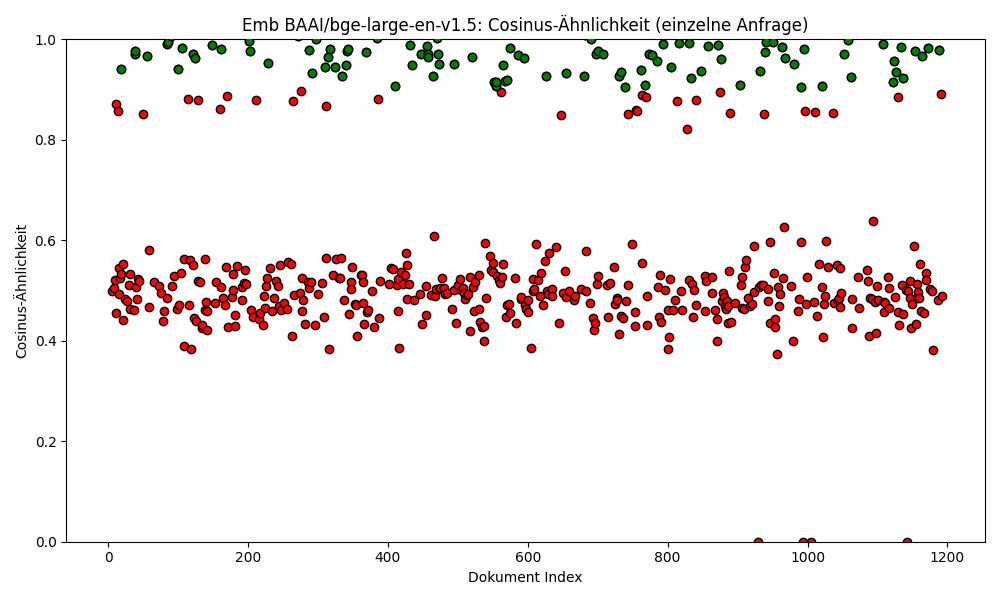 Emb BAAI/bge-large-en-v1.5: Cosinus-Ähnlichkeit (einzelne Anfrage)
1.0
0.8
0.6
0.4
0.2
0.0
Cosinus-Ähnlichkeit
0 200 400 600 800 1000 1200
Dokument Index